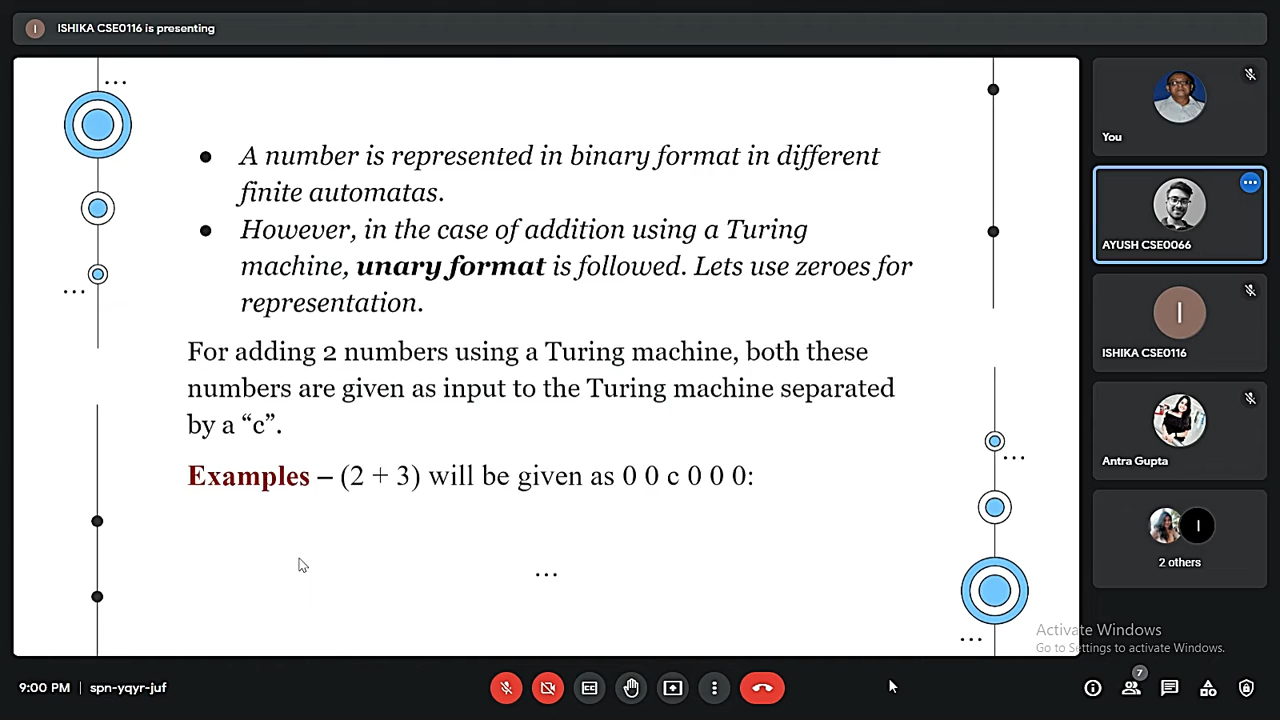 I
ISHIKA CSE0116 is presenting
• A number is represented in binary format in different
finite automatas.
• However, in the case of addition using a Turing
machine, unary format is followed. Lets use zeroes for
representation.
For adding 2 numbers using a Turing machine, both these
numbers are given as input to the Turing machine separated
by a “c”.
Examples – (2 + 3) will be given as 0 0 c 0 0 0:
...
You
AYUSH CSE0066
I
ISHIKA CSE0116
Antra Gupta
I
2 others
Activate Windows
Go to Settings to activate Windows.
9:00 PM | spn-yqyr-juf
CC
7